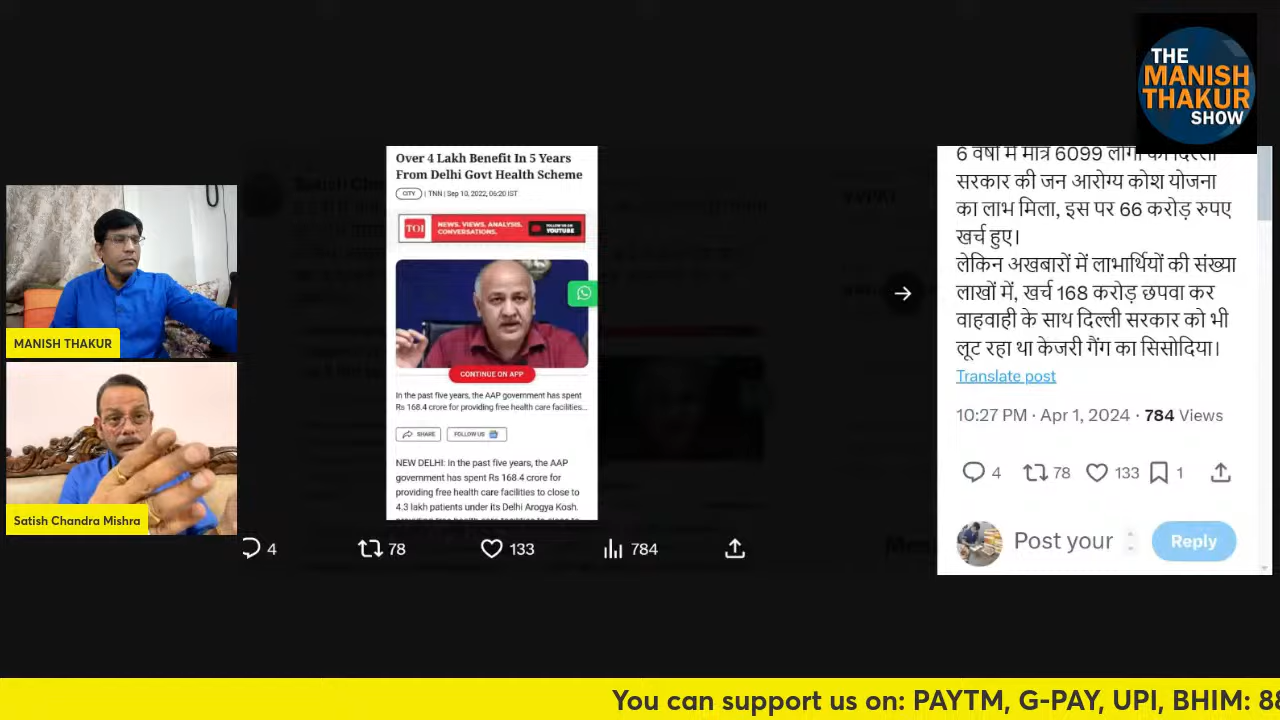 THE
MANISH
THAKUR
SHOW
MANISH THAKUR
Satish Chandra Mishra
Over 4 Lakh Benefit In 5 Years
From Delhi Govt Health Scheme
CITY | TNN | Sep 10, 2022, 06:20 IST
TOI
NEWS. VIEWS. ANALYSIS.
CONVERSATIONS.
FOLLOW US ON
YOUTUBE
CONTINUE ON APP
In the past five years, the AAP government has spent
Rs 168.4 crore for providing free health care facilities...
SHARE
FOLLOW US
NEW DELHI: In the past five years, the AAP
government has spent Rs 168.4 crore for
providing free health care facilities to close to
4.3 lakh patients under its Delhi Arogya Kosh.
4
78
133
784
6 वर्षों में मात्र 6099 लोगों को दिल्ली
सरकार की जन आरोग्य कोश योजना
का लाभ मिला, इस पर 66 करोड़ रुपए
खर्च हुए।
लेकिन अखबारों में लाभार्थियों की संख्या
लाखों में, खर्च 168 करोड़ छपवा कर
वाहवाही के साथ दिल्ली सरकार को भी
लूट रहा था केजरी गैंग का सिसोदिया।
Translate post
10:27 PM · Apr 1, 2024 · 784 Views
4
78
133
1
Post your
Reply
You can support us on: PAYTM, G-PAY, UPI, BHIM: 88